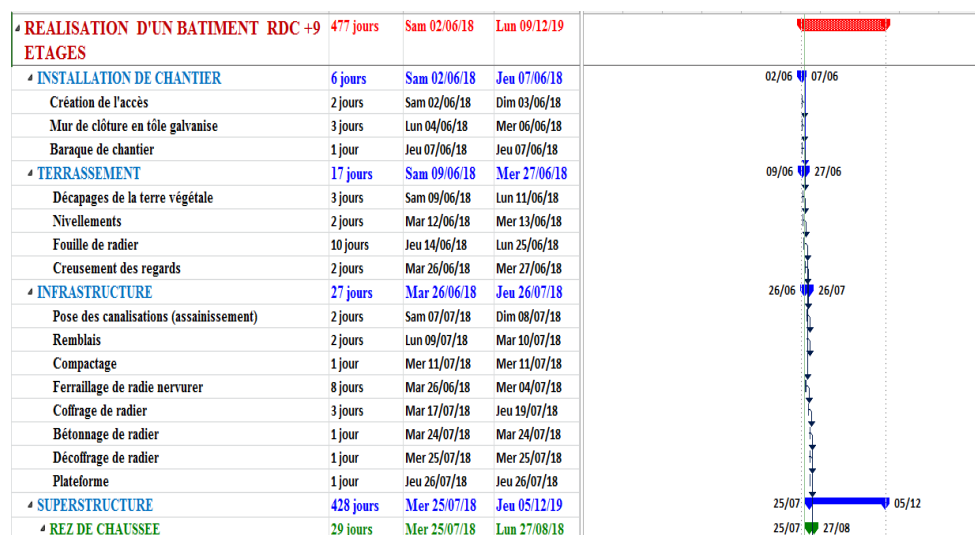 REALISATION D'UN BATIMENT RDC +9 477 jours Sam 02/06/18 Lun 09/12/19
ETAGES
INSTALLATION DE CHANTIER 6 jours Sam 02/06/18 Jeu 07/06/18 02/06 07/06
Création de l'accès 2 jours Sam 02/06/18 Dim 03/06/18
Mur de clôture en tôle galvanise 3 jours Lun 04/06/18 Mer 06/06/18
Baraque de chantier 1 jour Jeu 07/06/18 Jeu 07/06/18
TERRASSEMENT 17 jours Sam 09/06/18 Mer 27/06/18 09/06 27/06
Décapages de la terre végétale 3 jours Sam 09/06/18 Lun 11/06/18
Nivellements 2 jours Mar 12/06/18 Mer 13/06/18
Fouille de radier 10 jours Jeu 14/06/18 Lun 25/06/18
Creusement des regards 2 jours Mar 26/06/18 Mer 27/06/18
INFRASTRUCTURE 27 jours Mar 26/06/18 Jeu 26/07/18 26/06 26/07
Pose des canalisations (assainissement) 2 jours Sam 07/07/18 Dim 08/07/18
Remblais 2 jours Lun 09/07/18 Mar 10/07/18
Compactage 1 jour Mer 11/07/18 Mer 11/07/18
Ferraillage de radie nervurer 8 jours Mar 26/06/18 Mer 04/07/18
Coffrage de radier 3 jours Mar 17/07/18 Jeu 19/07/18
Bétonnage de radier 1 jour Mar 24/07/18 Mar 24/07/18
Décoffrage de radier 1 jour Mer 25/07/18 Mer 25/07/18
Plateforme 1 jour Jeu 26/07/18 Jeu 26/07/18
SUPERSTRUCTURE 428 jours Mer 25/07/18 Jeu 05/12/19 25/07 05/12
REZ DE CHAUSSEE 29 jours Mer 25/07/18 Lun 27/08/18 25/07 27/08